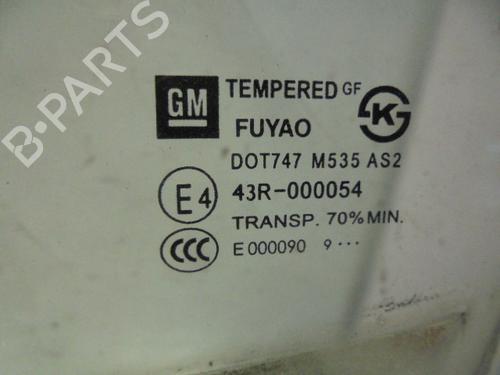 B-PARTS
GM TEMPERED GF K
FUYAO
DOT747 M535 AS2
E4 43R-000054
TRANSP. 70% MIN.
CCC E 000090 9 ···